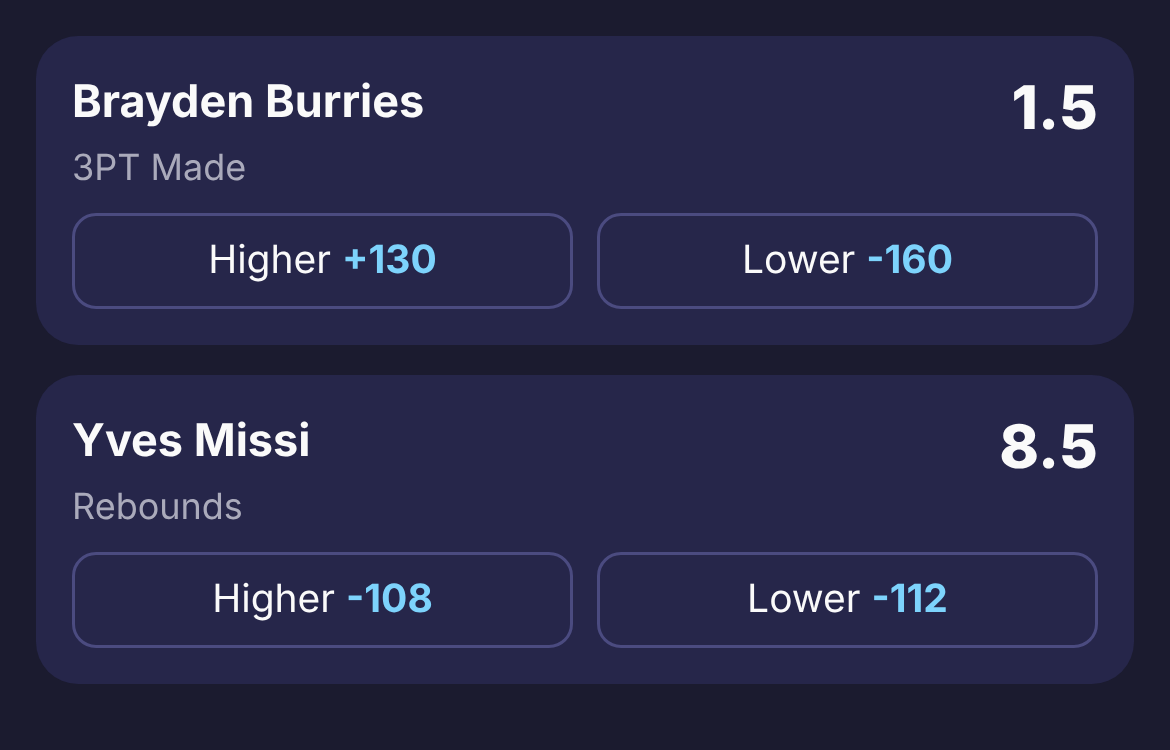 Brayden Burries
1.5
3PT Made
Higher +130
Lower -160
Yves Missi
8.5
Rebounds
Higher -108
Lower -112